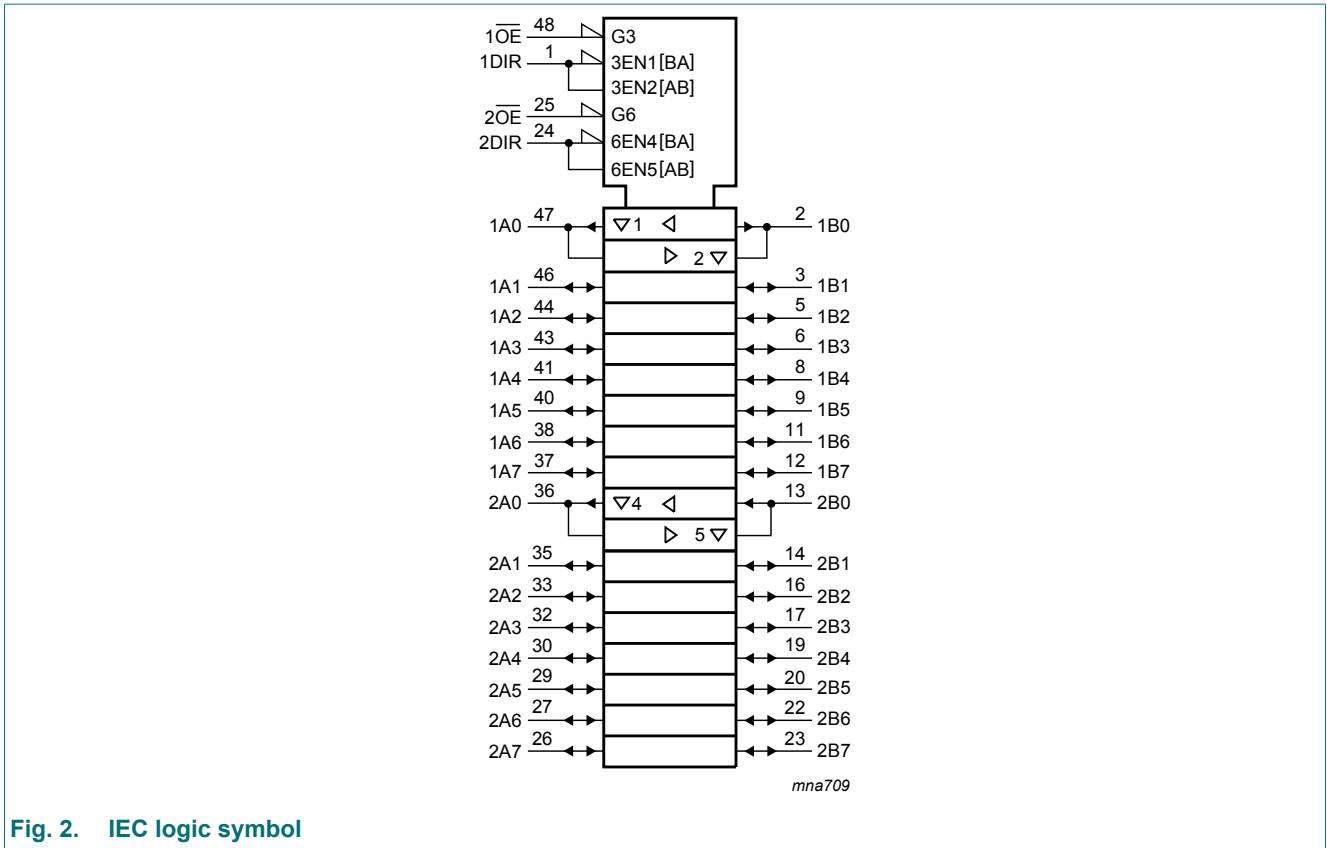 1O̅E̅ 48 G3
1DIR 1 3EN1[BA]
3EN2[AB]
2O̅E̅ 25 G6
2DIR 24 6EN4[BA]
6EN5[AB]
1A0 47 ▽1 ◁ 2 1B0
▷ 2▽
1A1 46 3 1B1
1A2 44 5 1B2
1A3 43 6 1B3
1A4 41 8 1B4
1A5 40 9 1B5
1A6 38 11 1B6
1A7 37 12 1B7
2A0 36 ▽4 ◁ 13 2B0
▷ 5▽
2A1 35 14 2B1
2A2 33 16 2B2
2A3 32 17 2B3
2A4 30 19 2B4
2A5 29 20 2B5
2A6 27 22 2B6
2A7 26 23 2B7
mna709
Fig. 2. IEC logic symbol